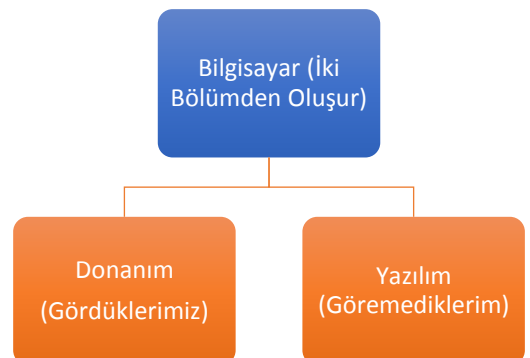 Bilgisayar (İki
Bölümden Oluşur)
Donanım
(Gördüklerimiz)
Yazılım
(Göremediklerim)